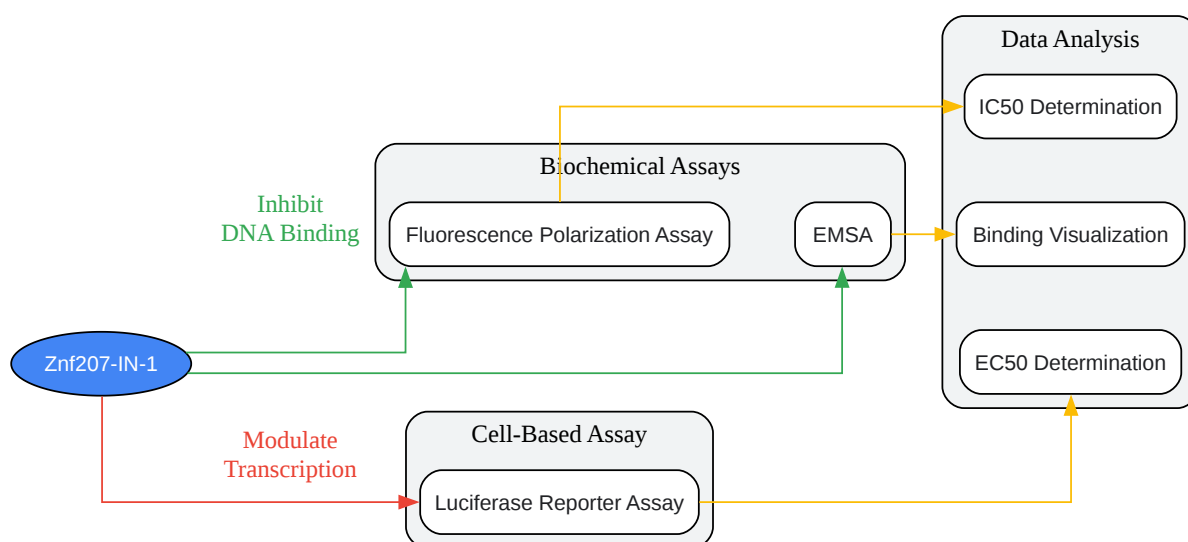 Data Analysis
IC50 Determination
Biochemical Assays
Inhibit
DNA Binding
Fluorescence Polarization Assay
EMSA
Binding Visualization
Znf207-IN-1
EC50 Determination
Cell-Based Assay
Modulate
Transcription
Luciferase Reporter Assay